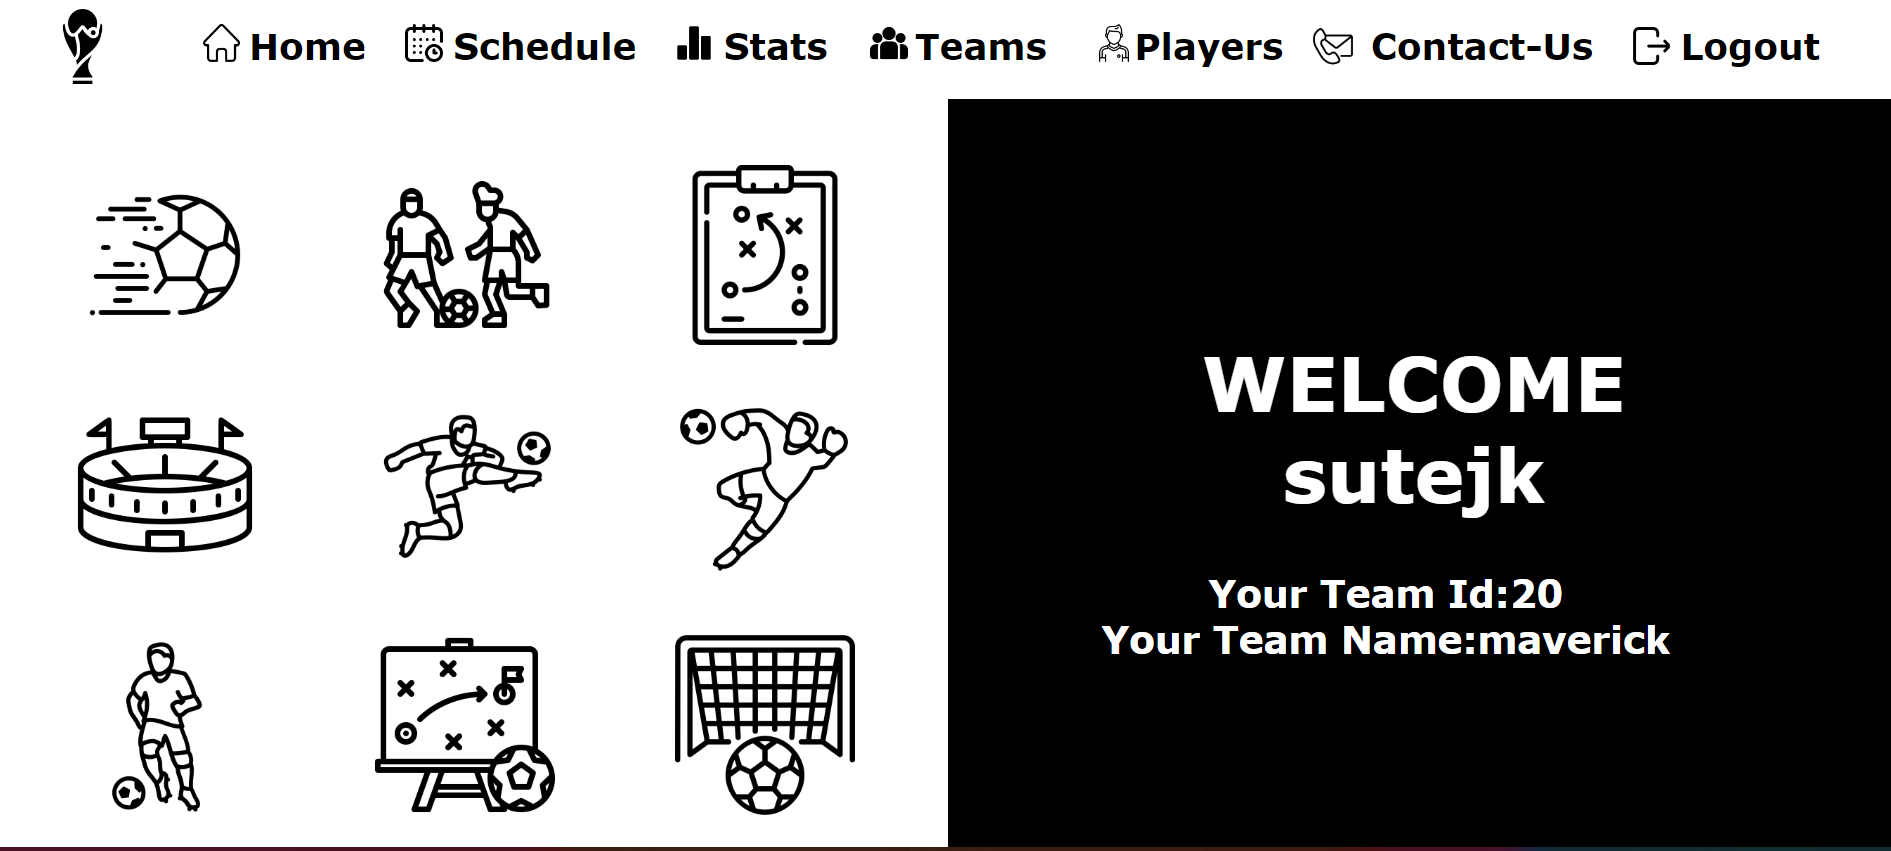 Home Schedule Stats Teams Players Contact-Us Logout
WELCOME
sutejk
Your Team Id:20
Your Team Name:maverick